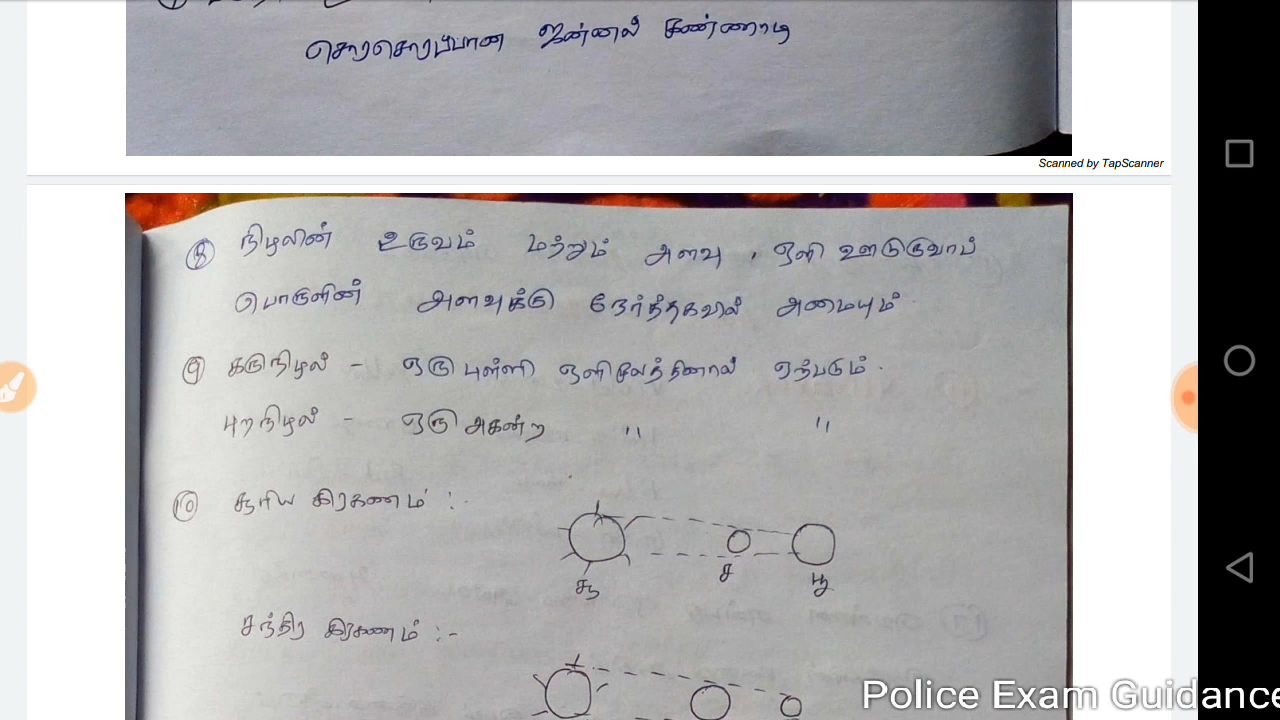 சொரசொரப்பான ஜன்னல் கண்ணாடி
Scanned by TapScanner
8 நிழலின் உருவம் மற்றும் அளவு, ஒளி ஊடுருவாப்
பொருளின் அளவுக்கு நேர்த்தகவில் அமையும்.
9 கருநிழல் - ஒரு புள்ளி ஒளிமூலத்தினால் ஏற்படும்.
புறநிழல் - ஒரு அகன்ற " "
10 சூரிய கிரகணம் :-
சூ ச பூ
சந்திர கிரகணம் :-
Police Exam Guidance